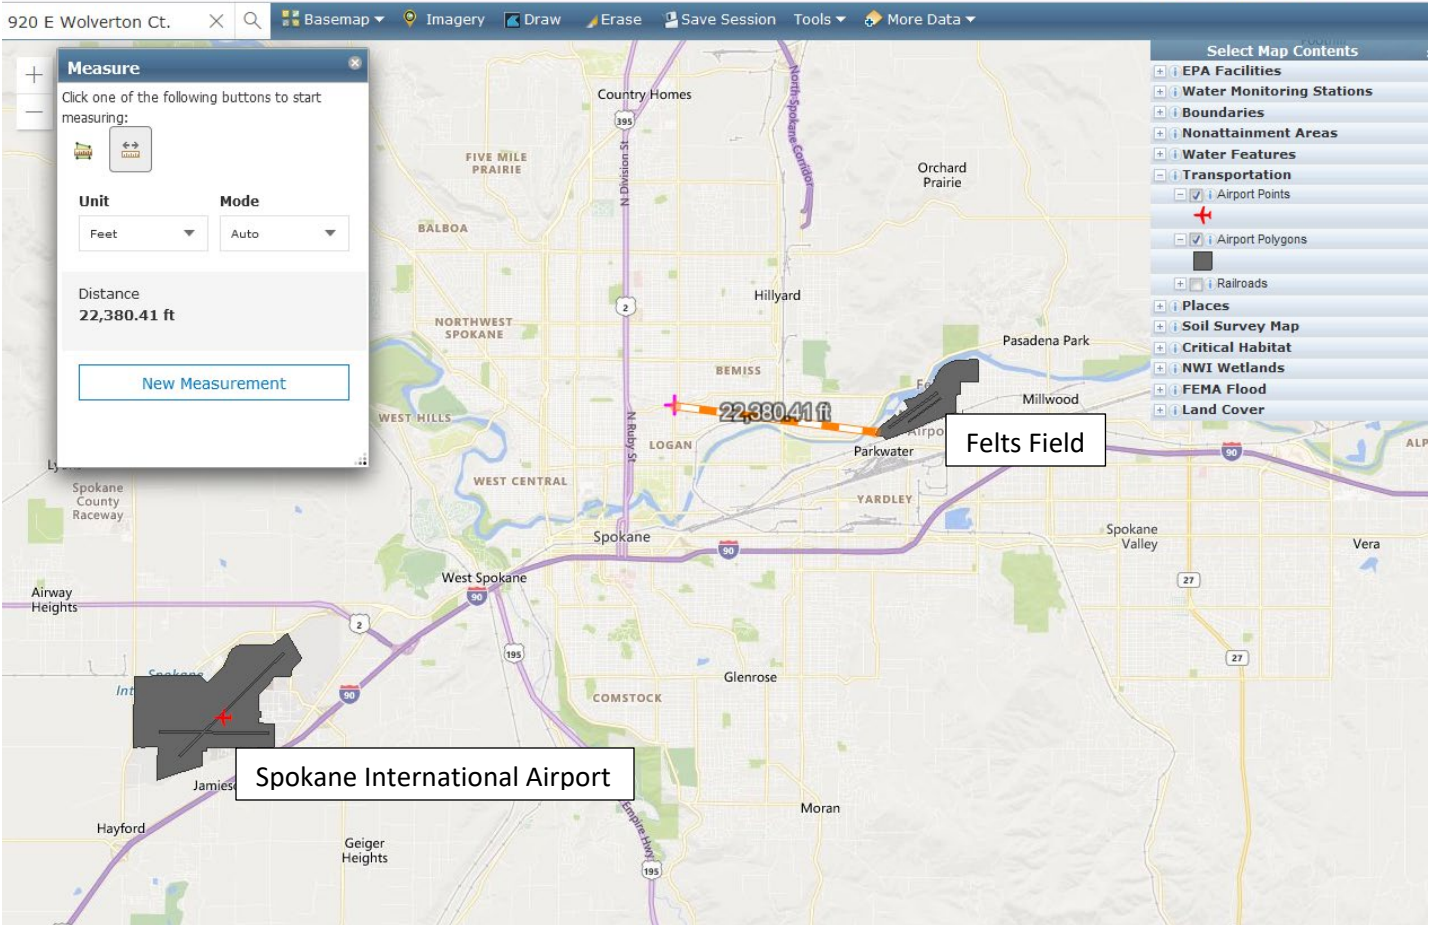 920 E Wolverton Ct.
Basemap
Imagery
Draw
Erase
Save Session
Tools
More Data
Measure
Click one of the following buttons to start
measuring:
Unit
Mode
Feet
Auto
Distance
22,380.41 ft
New Measurement
Select Map Contents
EPA Facilities
Water Monitoring Stations
Boundaries
Nonattainment Areas
Water Features
Transportation
Airport Points
Airport Polygons
Railroads
Places
Soil Survey Map
Critical Habitat
NWI Wetlands
FEMA Flood
Land Cover
Country Homes
395
North Spokane Corridor
N Division St
FIVE MILE
PRAIRIE
Orchard
Prairie
BALBOA
Hillyard
2
NORTHWEST
SPOKANE
Pasadena Park
BEMISS
Millwood
WEST HILLS
22,380.41 ft
N Ruby St
LOGAN
Parkwater
Felts Field
90
WEST CENTRAL
YARDLEY
Spokane
County
Raceway
Spokane
90
Spokane
Valley
Vera
West Spokane
90
27
Airway
Heights
2
195
27
Spokane
Int
90
Glenrose
COMSTOCK
Spokane International Airport
Moran
Hayford
Geiger
Heights
Empire Hwy
195